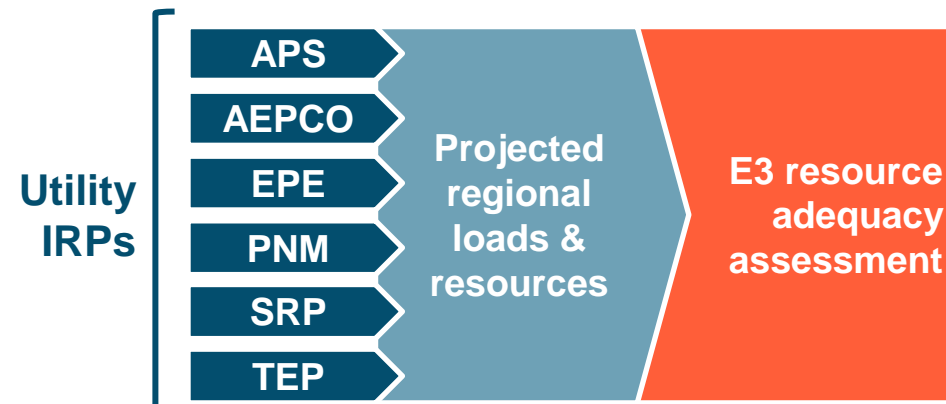 Utility
IRPs
APS
AEPCO
EPE
PNM
SRP
TEP
Projected
regional
loads &
resources
E3 resource
adequacy
assessment